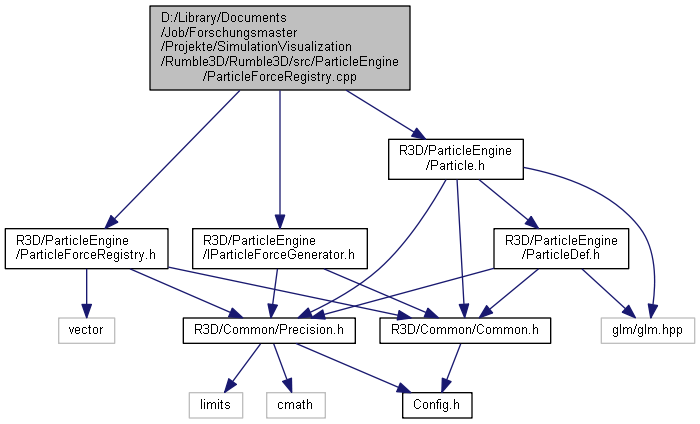 D:/Library/Documents
/Job/Forschungsmaster
/Projekte/SimulationVisualization
/Rumble3D/Rumble3D/src/ParticleEngine
/ParticleForceRegistry.cpp
R3D/ParticleEngine
/Particle.h
R3D/ParticleEngine
/ParticleForceRegistry.h
R3D/ParticleEngine
/IParticleForceGenerator.h
R3D/ParticleEngine
/ParticleDef.h
vector
R3D/Common/Precision.h
R3D/Common/Common.h
glm/glm.hpp
limits
cmath
Config.h